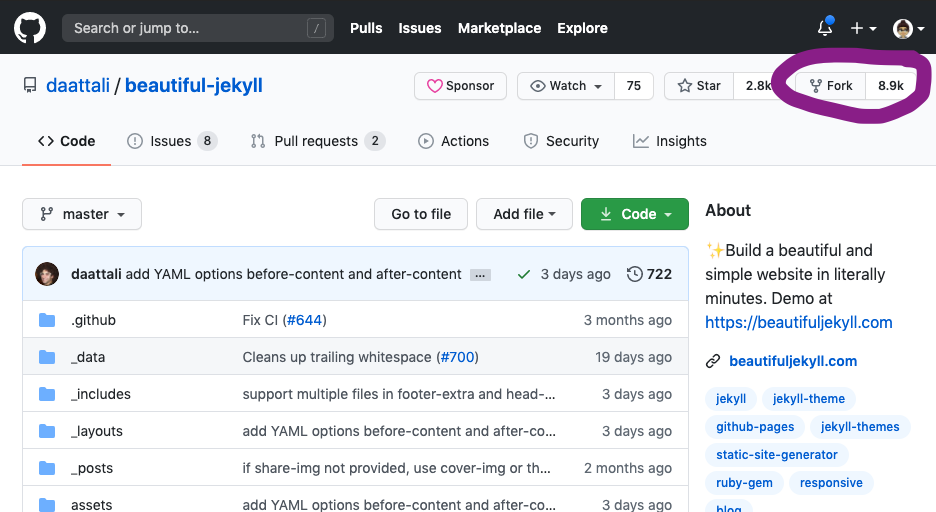 Search or jump to... / Pulls Issues Marketplace Explore
daattali / beautiful-jekyll Sponsor Watch 75 Star 2.8k Fork 8.9k
Code Issues 8 Pull requests 2 Actions Security Insights
master Go to file Add file Code
About
✨Build a beautiful and
simple website in literally
minutes. Demo at
https://beautifuljekyll.com
beautifuljekyll.com
jekyll jekyll-theme
github-pages jekyll-themes
static-site-generator
ruby-gem responsive
blog
daattali add YAML options before-content and after-content ... 3 days ago 722
.github Fix CI (#644) 3 months ago
_data Cleans up trailing whitespace (#700) 19 days ago
_includes support multiple files in footer-extra and head-... 3 days ago
_layouts add YAML options before-content and after-co... 3 days ago
_posts if share-img not provided, use cover-img or th... 2 months ago
assets add YAML options before-content and after-co... 3 days ago